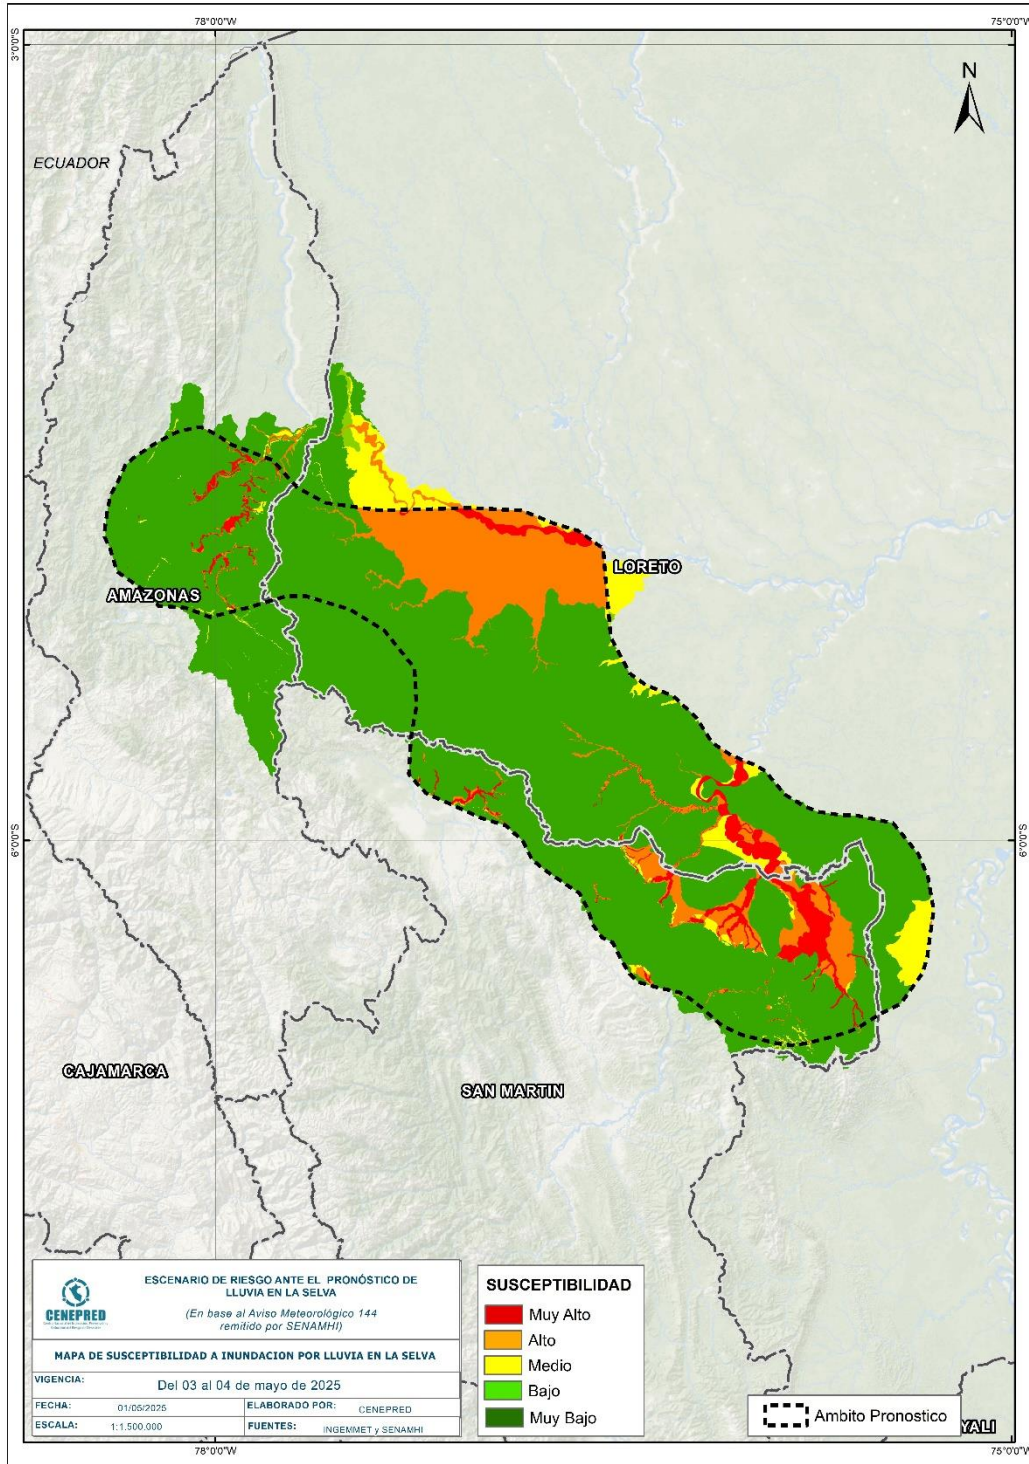 78°0'0"W
75°0'0"W
3°0'0"S
N
ECUADOR
LORETO
AMAZONAS
6°0'0"S
6°0'0"S
CAJAMARCA
SAN MARTIN
CENEPRED
ESCENARIO DE RIESGO ANTE EL PRONÓSTICO DE
LLUVIA EN LA SELVA
(En base al Aviso Meteorológico 144
remitido por SENAMHI)
MAPA DE SUSCEPTIBILIDAD A INUNDACION POR LLUVIA EN LA SELVA
VIGENCIA: Del 03 al 04 de mayo de 2025
FECHA: 01/05/2025 ELABORADO POR: CENEPRED
ESCALA: 1:1.500.000 FUENTES: INGEMMET y SENAMHI
SUSCEPTIBILIDAD
Muy Alto
Alto
Medio
Bajo
Muy Bajo
Ambito Pronostico
YALI
78°0'0"W
75°0'0"W